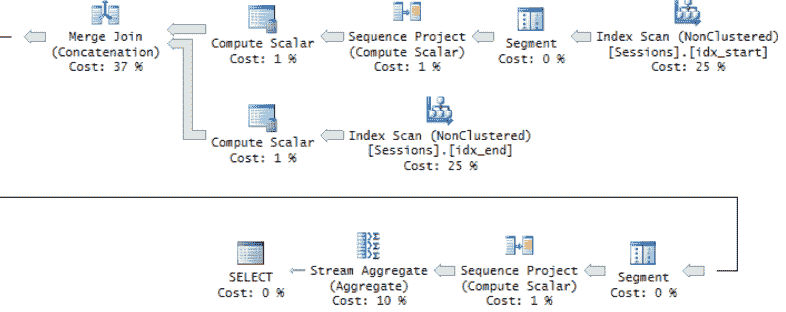 Merge Join
(Concatenation)
Cost: 37 %
Compute Scalar
Cost: 1 %
Sequence Project
(Compute Scalar)
Cost: 1 %
Segment
Cost: 0 %
Index Scan (NonClustered)
[Sessions].[idx_start]
Cost: 25 %
Compute Scalar
Cost: 1 %
Index Scan (NonClustered)
[Sessions].[idx_end]
Cost: 25 %
SELECT
Cost: 0 %
Stream Aggregate
(Aggregate)
Cost: 10 %
Sequence Project
(Compute Scalar)
Cost: 1 %
Segment
Cost: 0 %